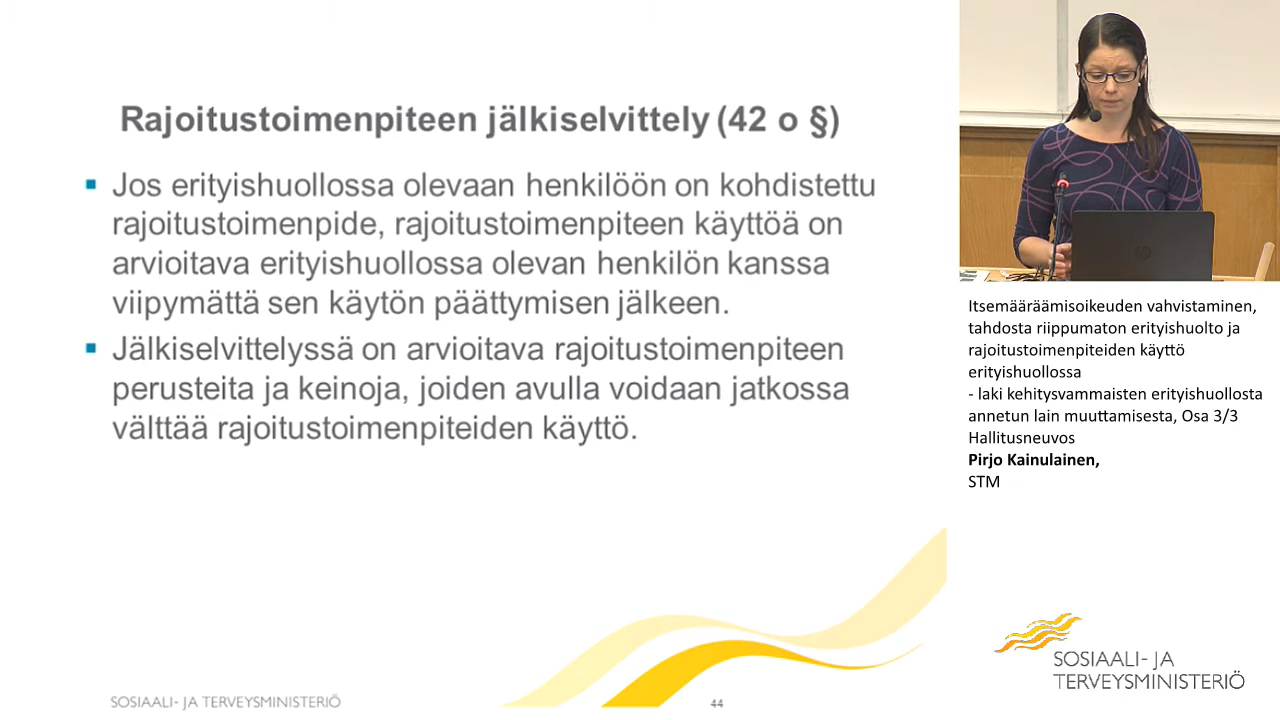 Rajoitustoimenpiteen jälkiselvittely (42 o §)
Jos erityishuollossa olevaan henkilöön on kohdistettu
rajoitustoimenpide, rajoitustoimenpiteen käyttöä on
arvioitava erityishuollossa olevan henkilön kanssa
viipymättä sen käytön päättymisen jälkeen.
Jälkiselvittelyssä on arvioitava rajoitustoimenpiteen
perusteita ja keinoja, joiden avulla voidaan jatkossa
välttää rajoitustoimenpiteiden käyttö.
SOSIAALI- JA TERVEYSMINISTERIÖ
44
Itsemääräämisoikeuden vahvistaminen,
tahdosta riippumaton erityishuolto ja
rajoitustoimenpiteiden käyttö
erityishuollossa
- laki kehitysvammaisten erityishuollosta
annetun lain muuttamisesta, Osa 3/3
Hallitusneuvos
Pirjo Kainulainen,
STM
SOSIAALI- JA
TERVEYSMINISTERIÖ